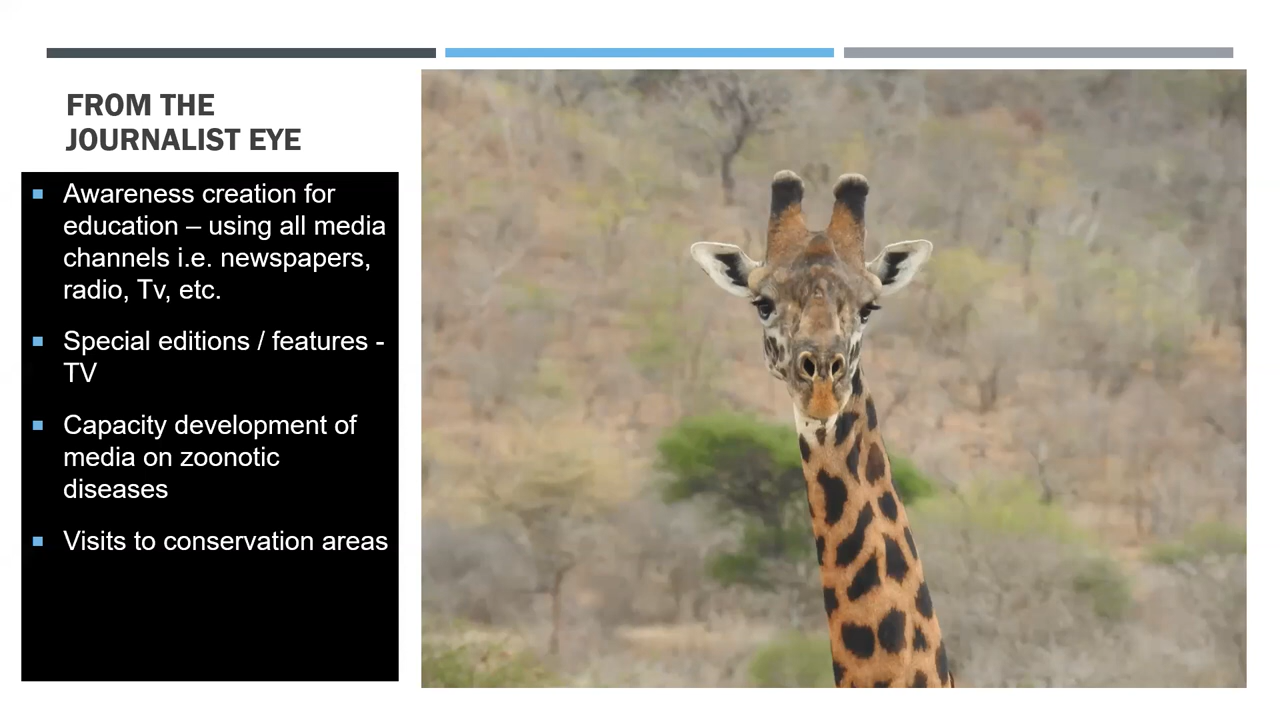 FROM THE
JOURNALIST EYE
Awareness creation for
education – using all media
channels i.e. newspapers,
radio, Tv, etc.
Special editions / features -
TV
Capacity development of
media on zoonotic
diseases
Visits to conservation areas